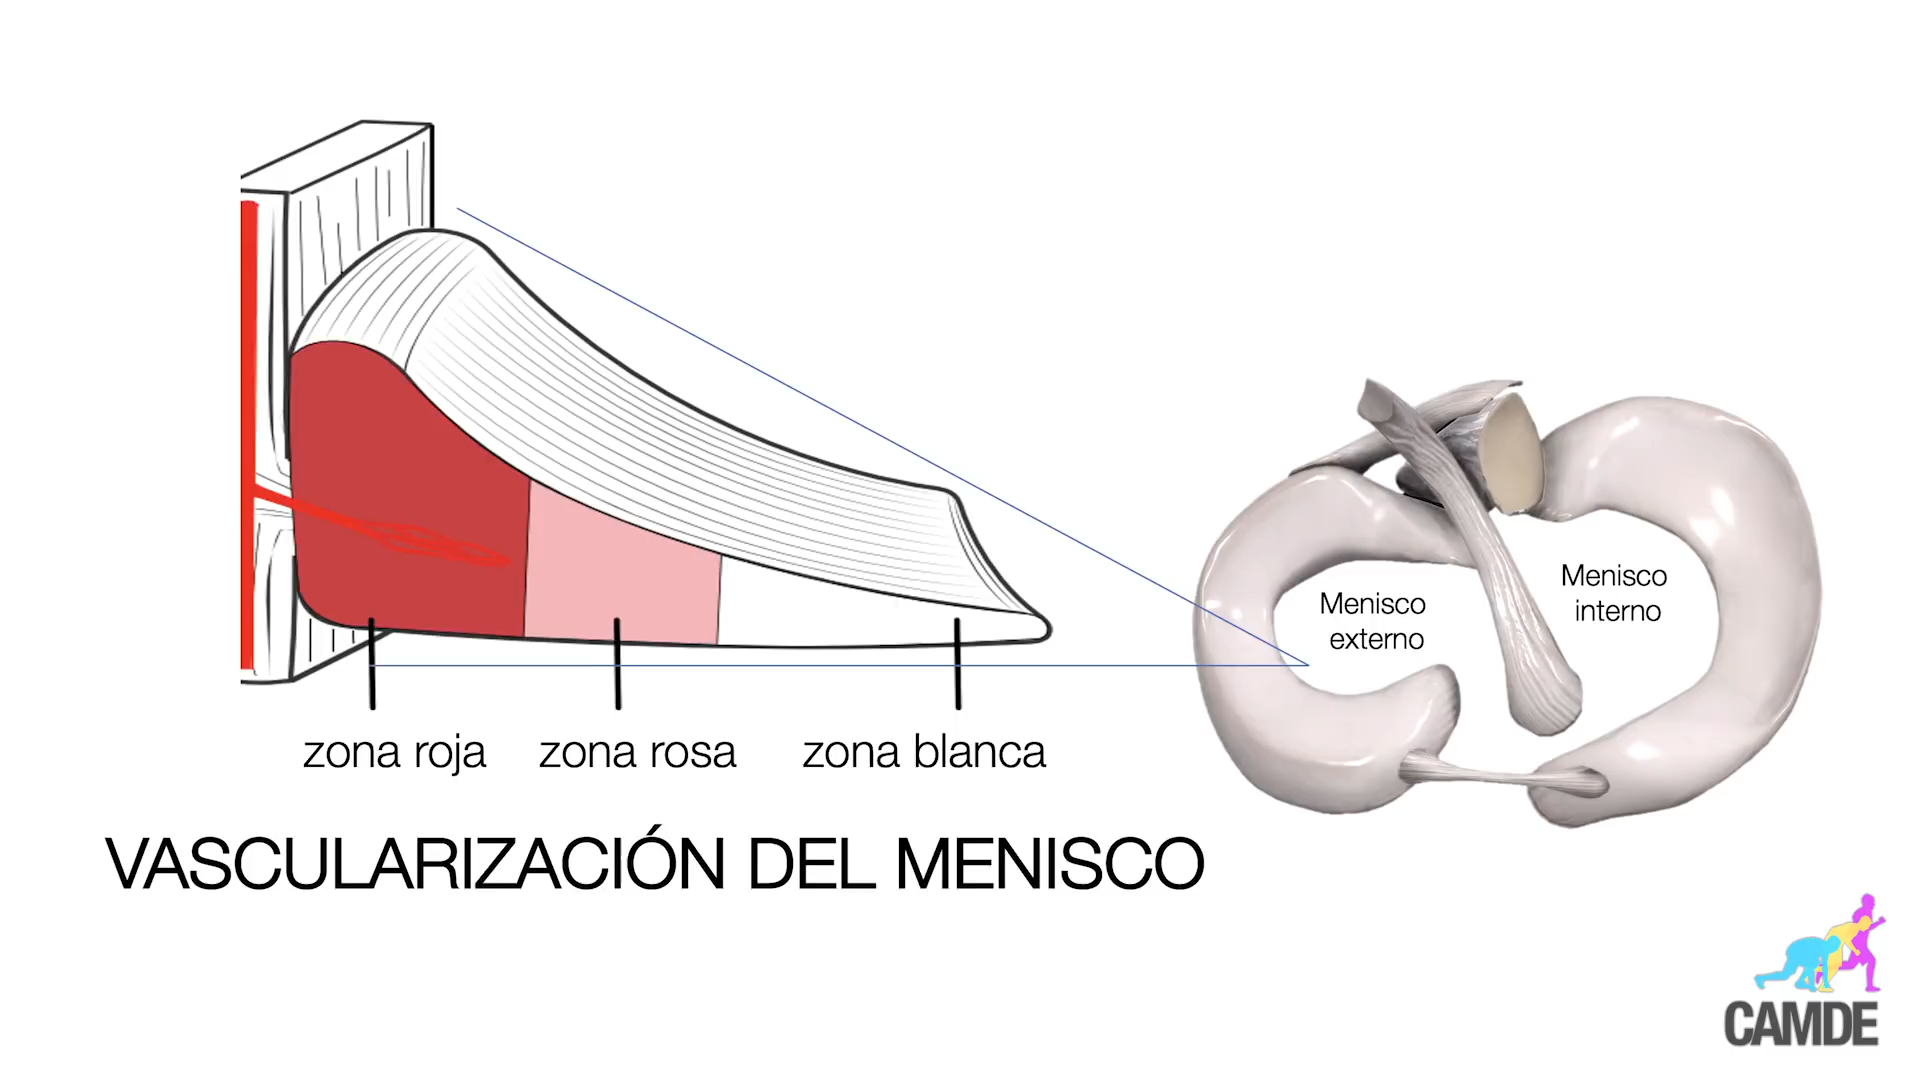 Menisco
interno
Menisco
externo
zona roja
zona rosa
zona blanca
VASCULARIZACIÓN DEL MENISCO
CAMDE